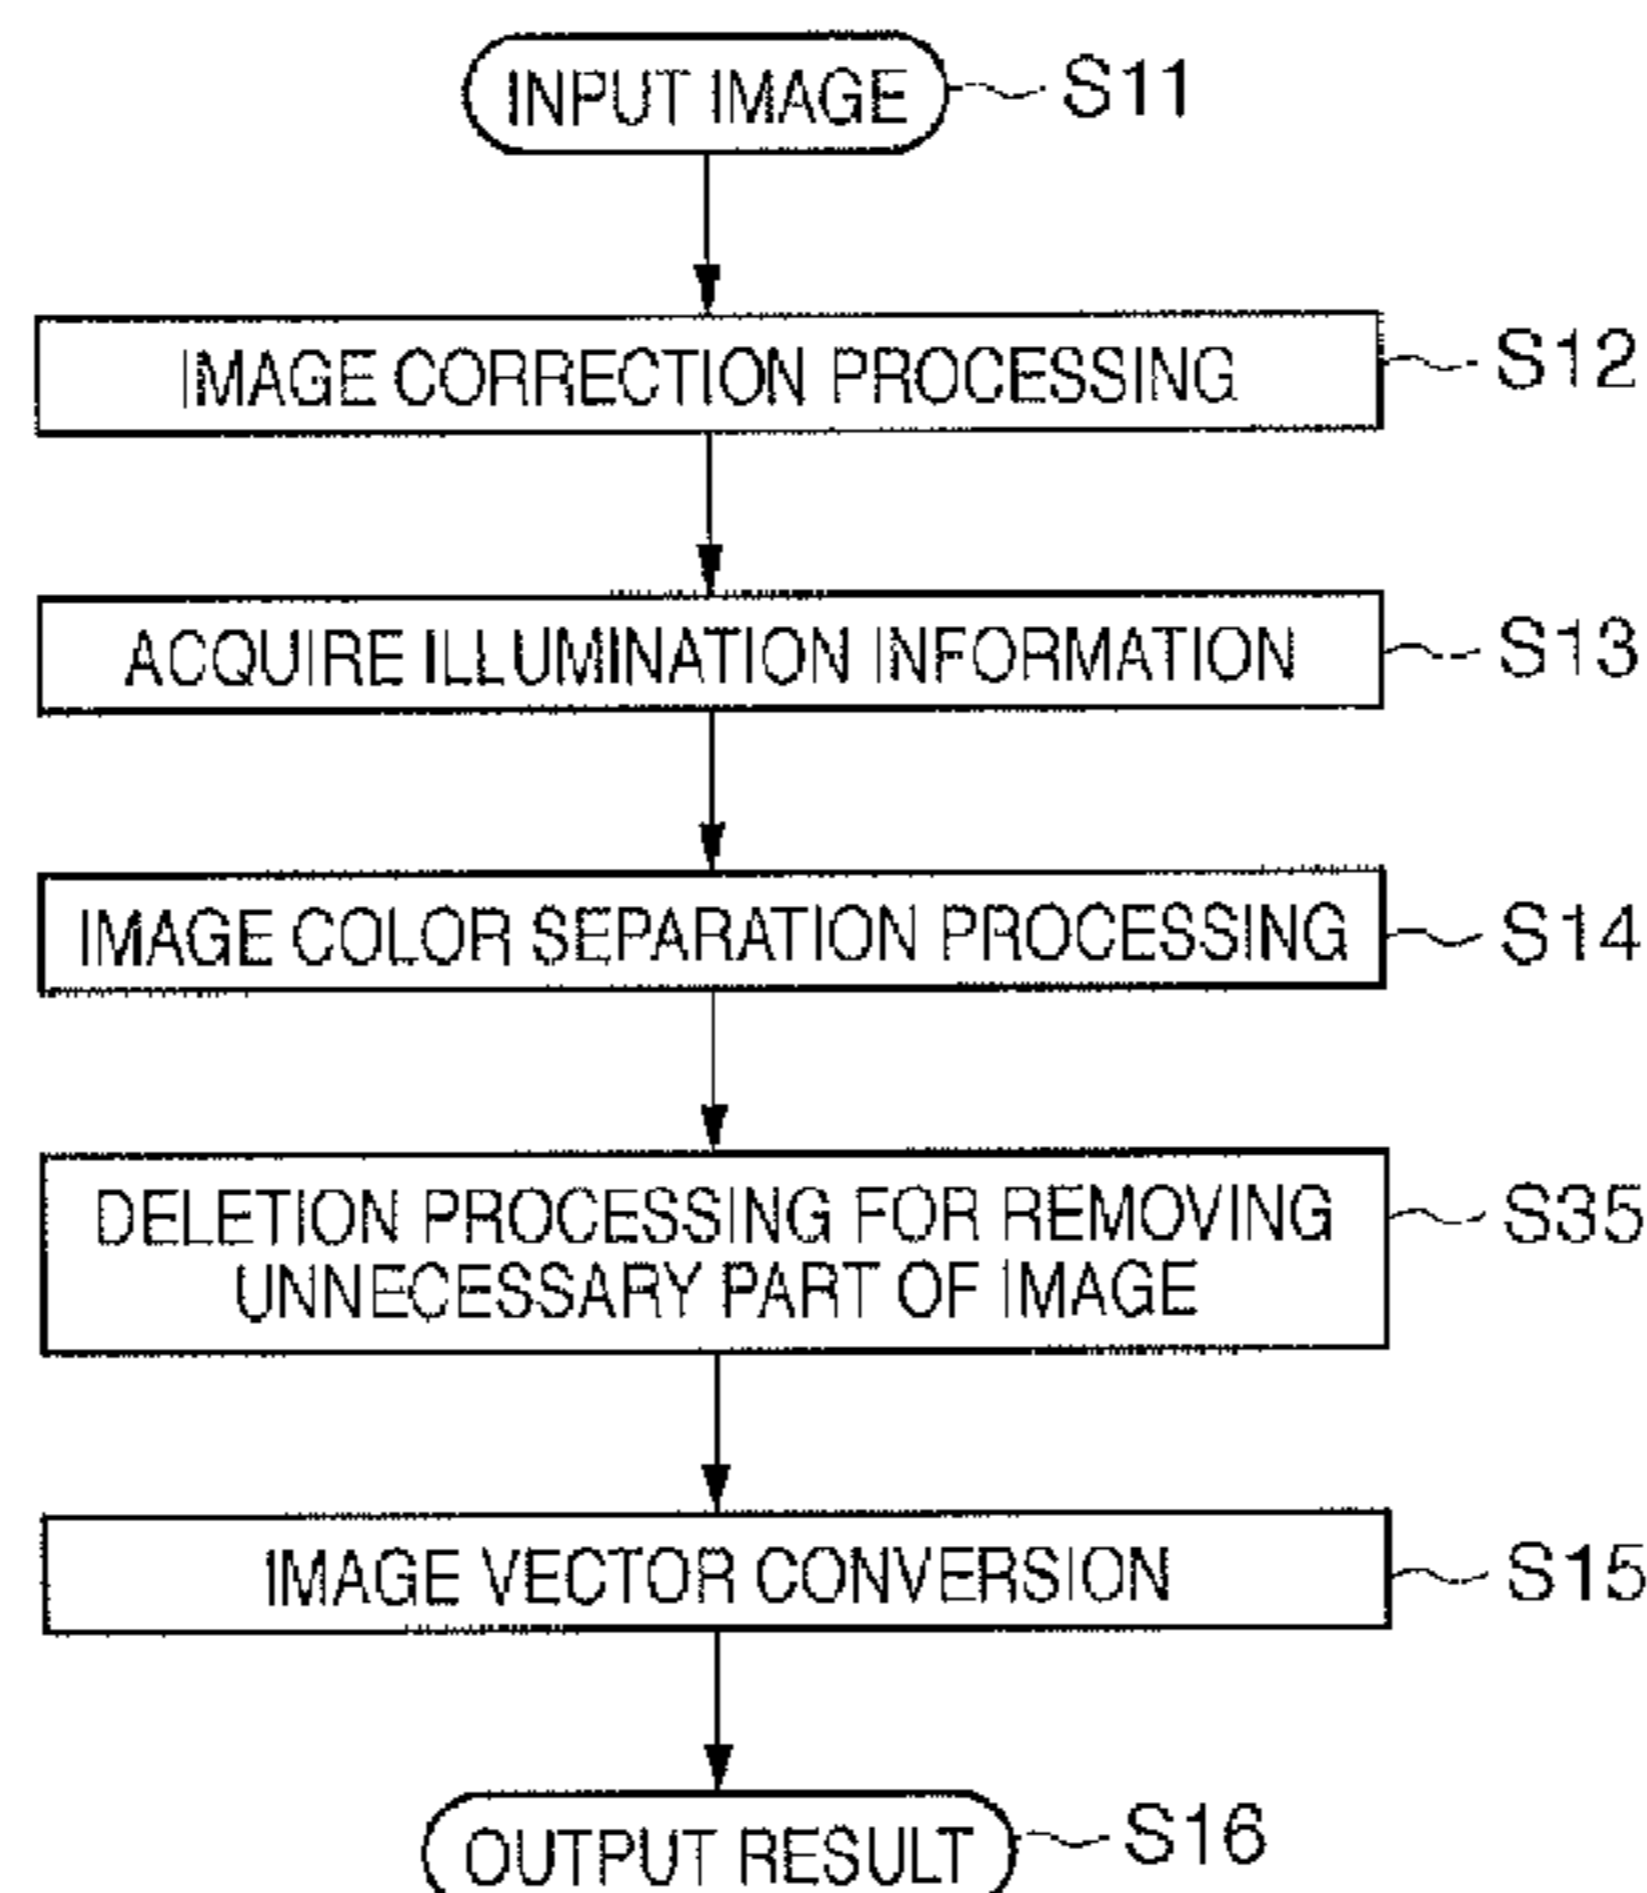 INPUT IMAGE S11
IMAGE CORRECTION PROCESSING S12
ACQUIRE ILLUMINATION INFORMATION S13
IMAGE COLOR SEPARATION PROCESSING S14
DELETION PROCESSING FOR REMOVING S35
UNNECESSARY PART OF IMAGE
IMAGE VECTOR CONVERSION S15
OUTPUT RESULT S16